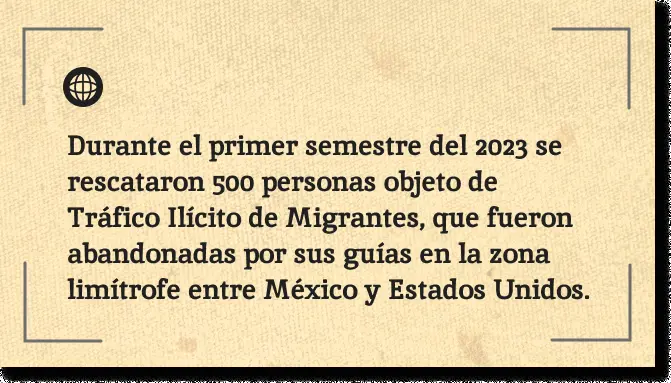 Durante el primer semestre del 2023 se
rescataron 500 personas objeto de
Tráfico Ilícito de Migrantes, que fueron
abandonadas por sus guías en la zona
limítrofe entre México y Estados Unidos.